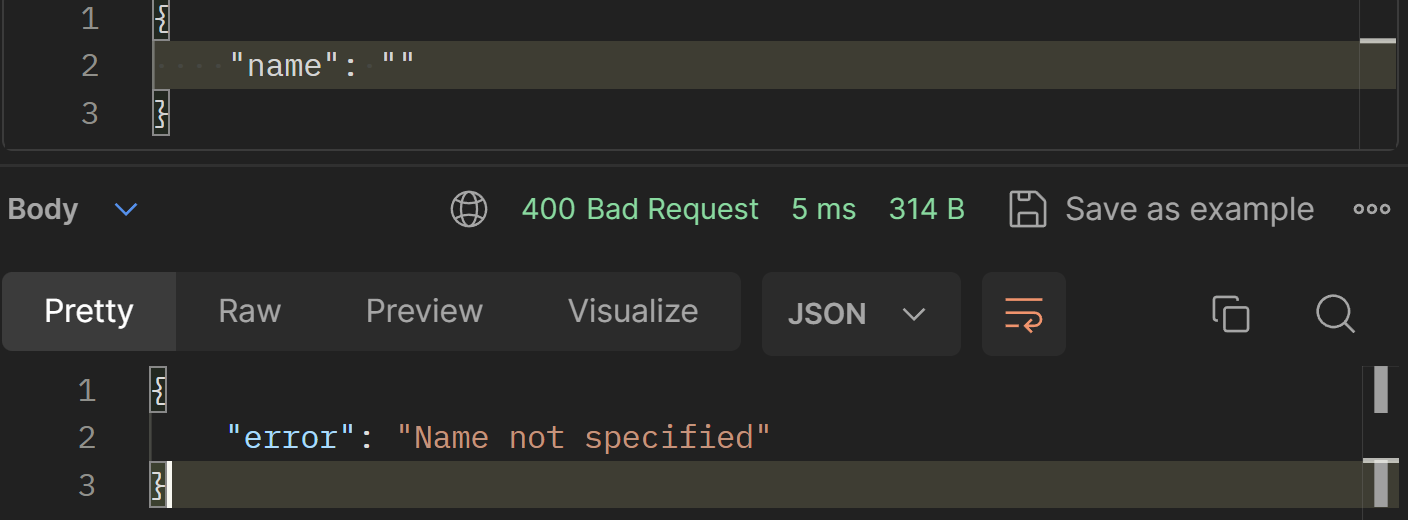 1 {
2 "name": ""
3 }
Body 400 Bad Request 5 ms 314 B Save as example
Pretty Raw Preview Visualize JSON
1 {
2 "error": "Name not specified"
3 }